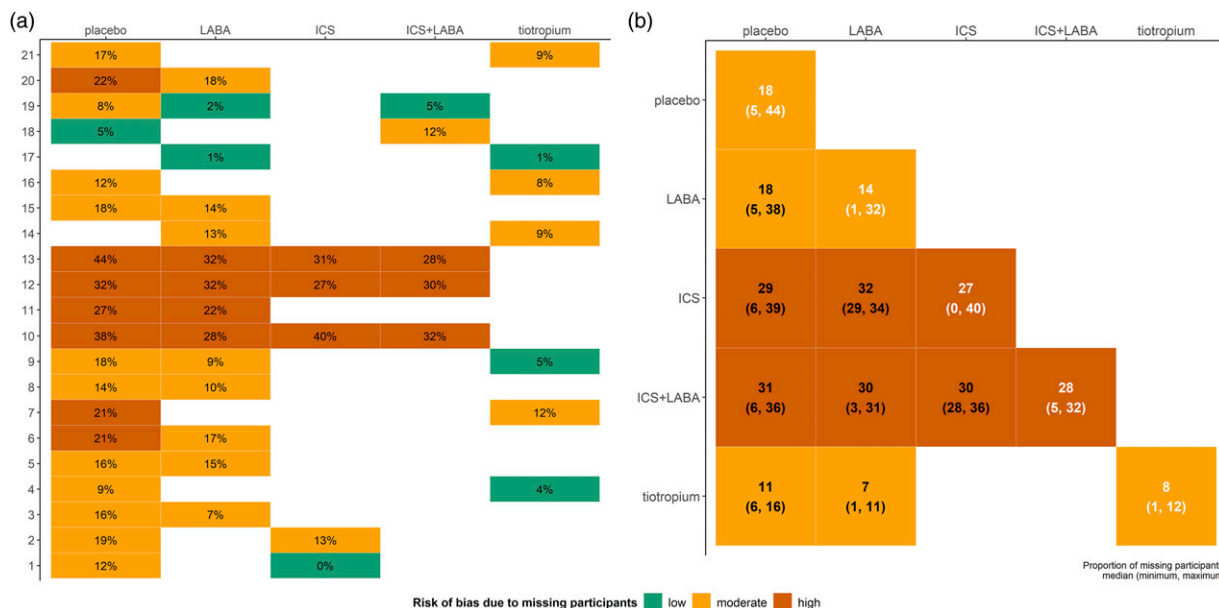 (a)
placebo LABA ICS ICS+LABA tiotropium
21 17% 9%
20 22% 18%
19 8% 2% 5%
18 5% 12%
17 1% 1%
16 12% 8%
15 18% 14%
14 13% 9%
13 44% 32% 31% 28%
12 32% 32% 27% 30%
11 27% 22%
10 38% 28% 40% 32%
9 18% 9% 5%
8 14% 10%
7 21% 12%
6 21% 17%
5 16% 15%
4 9% 4%
3 16% 7%
2 19% 13%
1 12% 0%
(b)
placebo LABA ICS ICS+LABA tiotropium
placebo
18
(5, 44)
LABA
18 14
(5, 38) (1, 32)
ICS
29 32 27
(6, 39) (29, 34) (0, 40)
ICS+LABA
31 30 30 28
(6, 36) (3, 31) (28, 36) (5, 32)
tiotropium
11 7 8
(6, 16) (1, 11) (1, 12)
Proportion of missing participant
median (minimum, maximum
Risk of bias due to missing participants low moderate high